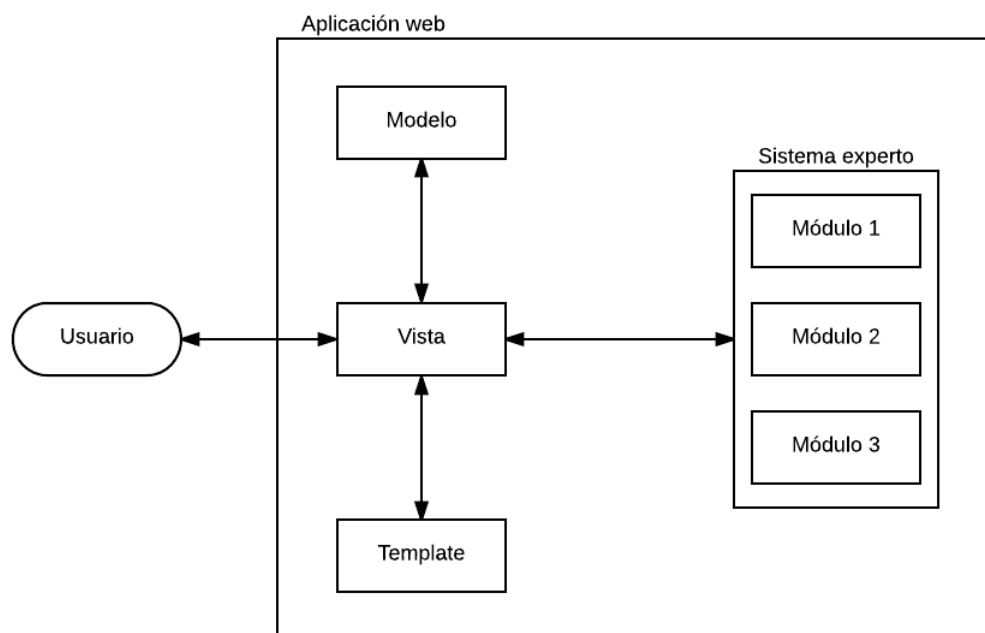 Aplicación web
Modelo
Sistema experto
Módulo 1
Usuario
Vista
Módulo 2
Módulo 3
Template